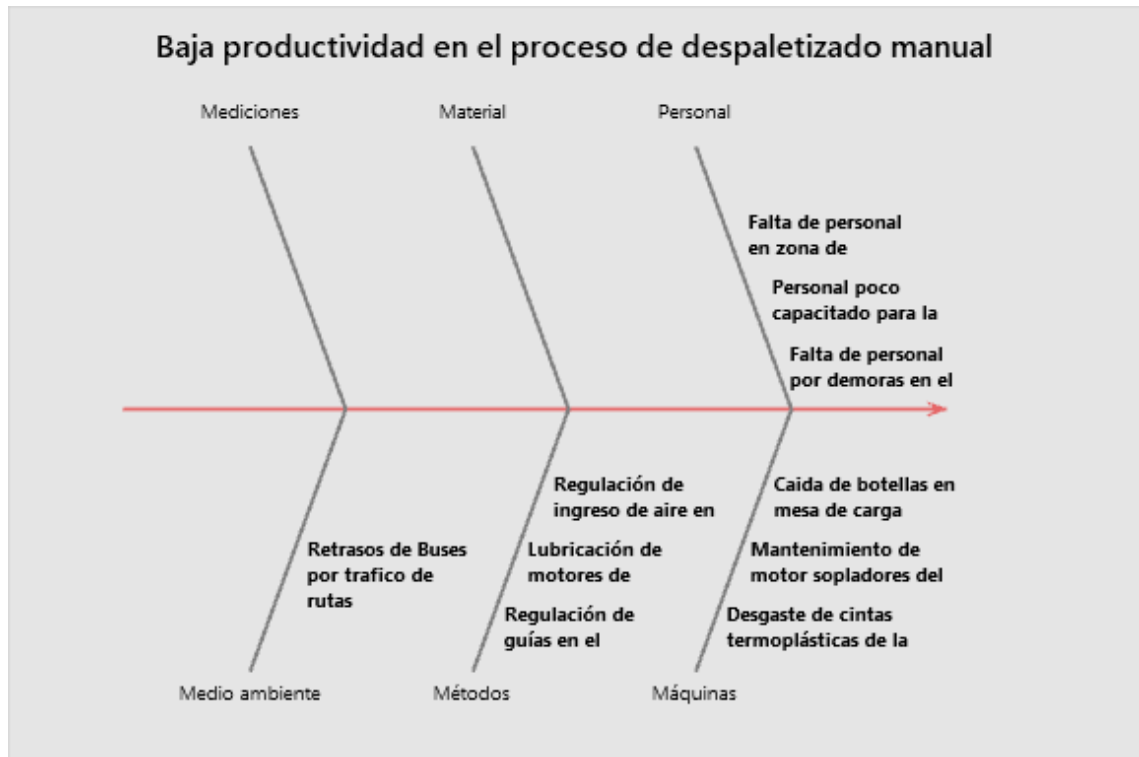 Baja productividad en el proceso de despaletizado manual
Mediciones
Material
Personal
Falta de personal
en zona de
Personal poco
capacitado para la
Falta de personal
por demoras en el
Retrasos de Buses
por trafico de
rutas
Regulación de
ingreso de aire en
Lubricación de
motores de
Regulación de
guías en el
Caida de botellas en
mesa de carga
Mantenimiento de
motor sopladores del
Desgaste de cintas
termoplásticas de la
Medio ambiente
Métodos
Máquinas